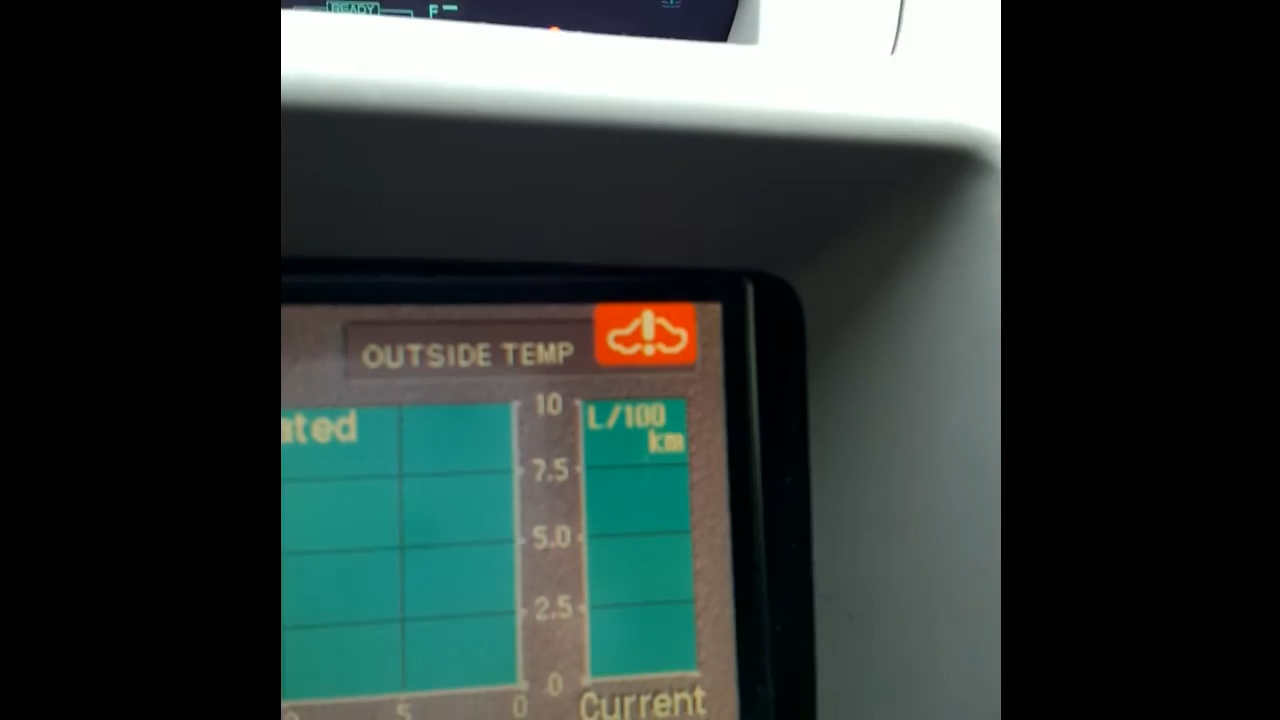 READY
F
OUTSIDE TEMP
ated
10
L/100
km
7.5
5.0
2.5
0
5
0
Current